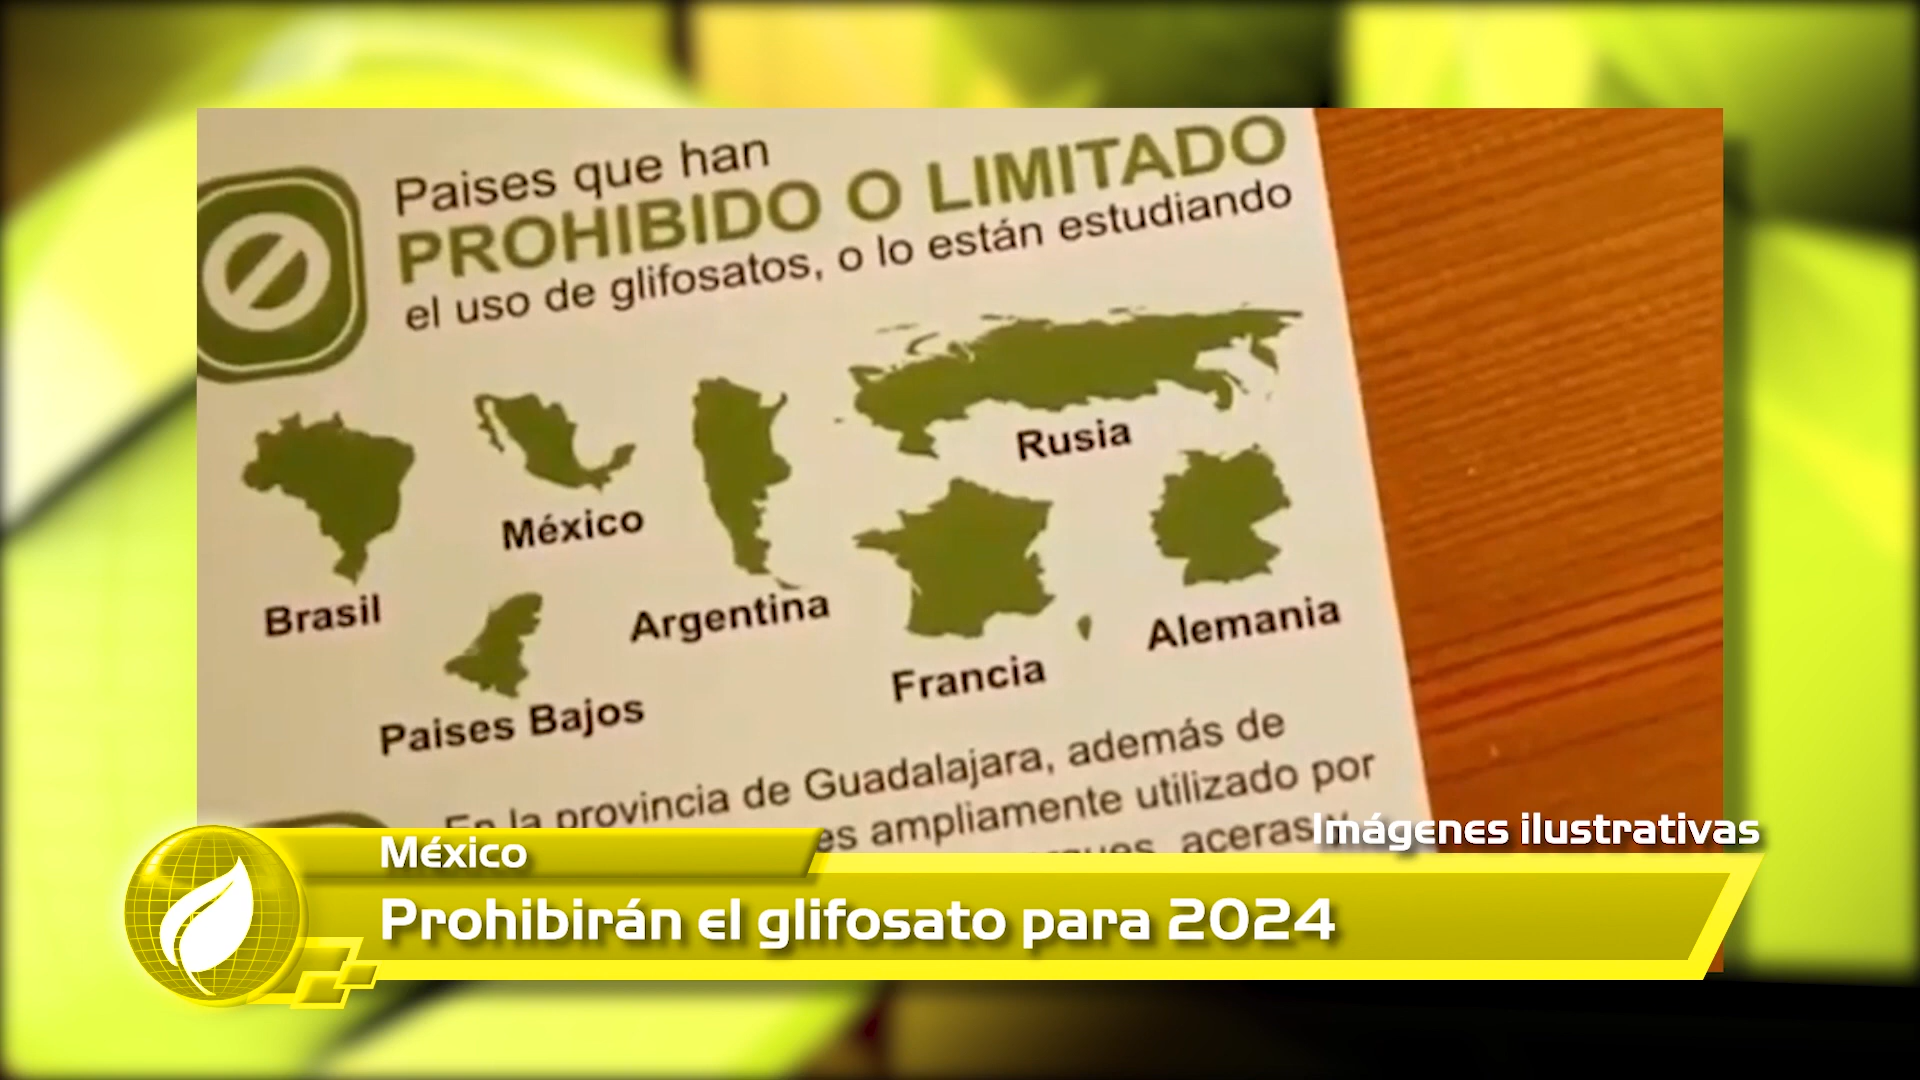 Paises que han
PROHIBIDO O LIMITADO
el uso de glifosatos, o lo están estudiando
Rusia
México
Brasil
Argentina
Alemania
Francia
Paises Bajos
En la provincia de Guadalajara, además de
es ampliamente utilizado por
aceras
Imágenes ilustrativas
México
Prohibirán el glifosato para 2024